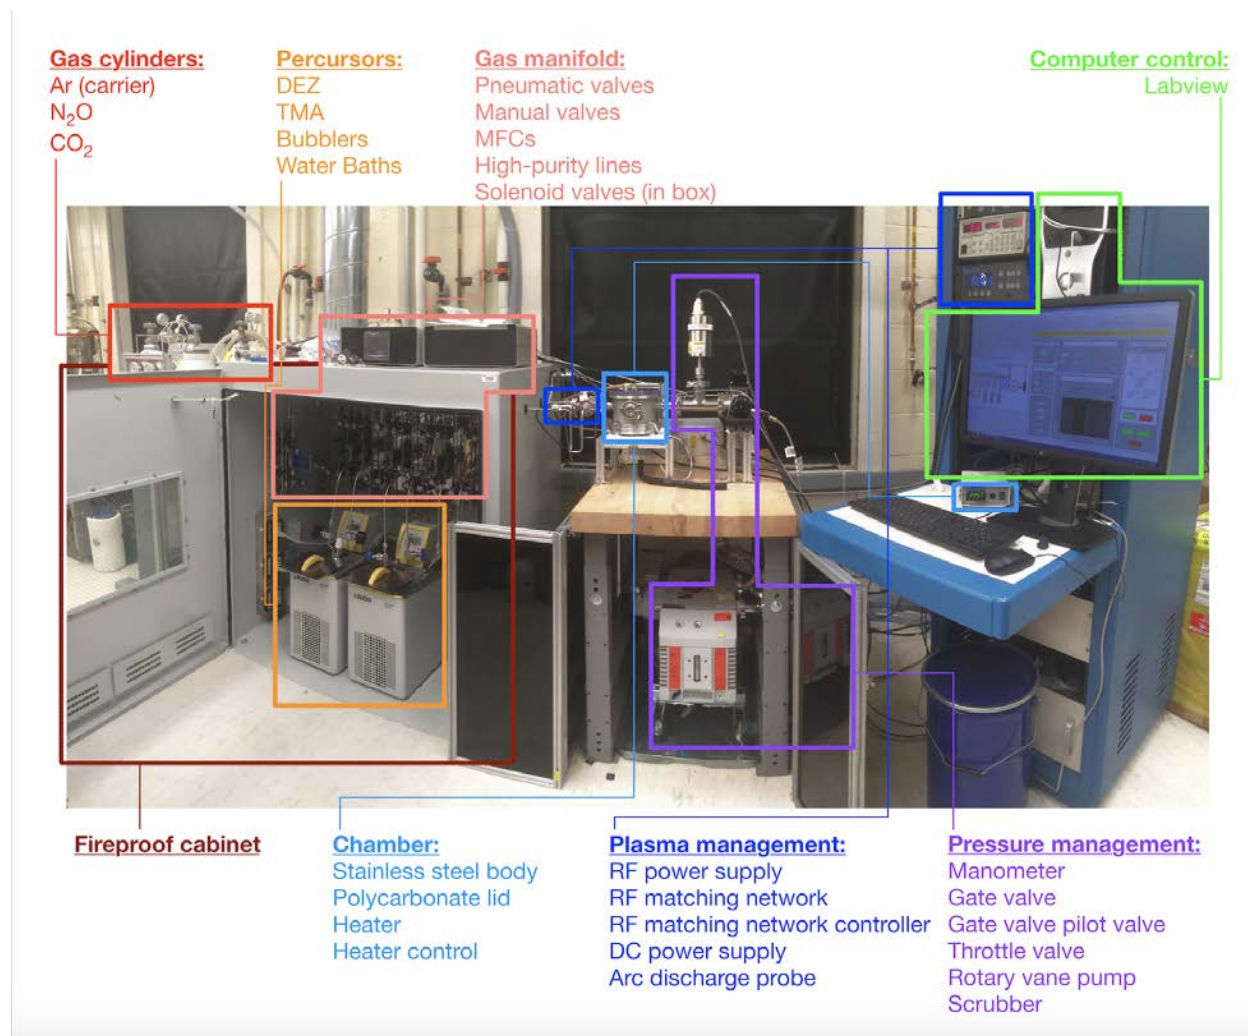 Gas cylinders:
Ar (carrier)
N₂O
CO₂
Percursors:
DEZ
TMA
Bubblers
Water Baths
Gas manifold:
Pneumatic valves
Manual valves
MFCs
High-purity lines
Solenoid valves (in box)
Computer control:
Labview
Fireproof cabinet
Chamber:
Stainless steel body
Polycarbonate lid
Heater
Heater control
Plasma management:
RF power supply
RF matching network
RF matching network controller
DC power supply
Arc discharge probe
Pressure management:
Manometer
Gate valve
Gate valve pilot valve
Throttle valve
Rotary vane pump
Scrubber